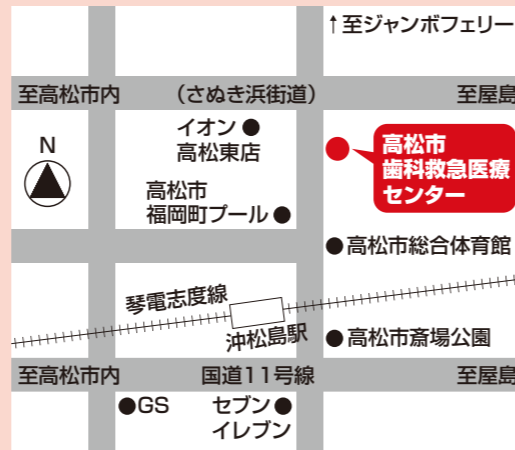 ↑至ジャンボフェリー
至高松市内 (さぬき浜街道) 至屋島
イオン●
高松東店
高松市
歯科救急医療
センター
N
高松市
福岡町プール●
●高松市総合体育館
琴電志度線
沖松島駅
●高松市斎場公園
至高松市内 国道11号線 至屋島
●GS
セブン●
イレブン